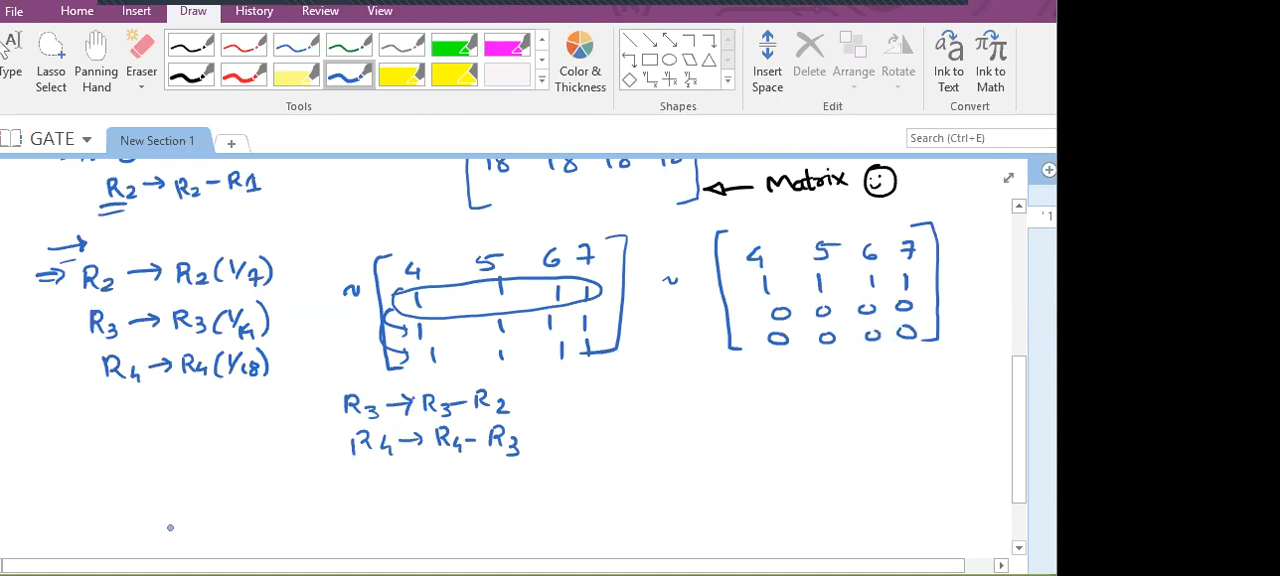 File Home Insert Draw History Review View
Type Lasso Select Panning Hand Eraser Color & Thickness Insert Space Delete Arrange Rotate Ink to Text Ink to Math
Tools Shapes Edit Convert
GATE New Section 1 Search (Ctrl+E)
18 18 18 18
R2 → R2 - R1
Matrix
⇒ R2 → R2 (1/7)
R3 → R3
R4 → R4 (1/18)
~ [ 4 5 6 7
1 1 1 1
1 1 1 1
1 1 1 1 ]
~ [ 4 5 6 7
1 1 1 1
0 0 0 0
0 0 0 0 ]
R3 → R3 - R2
R4 → R4 - R3